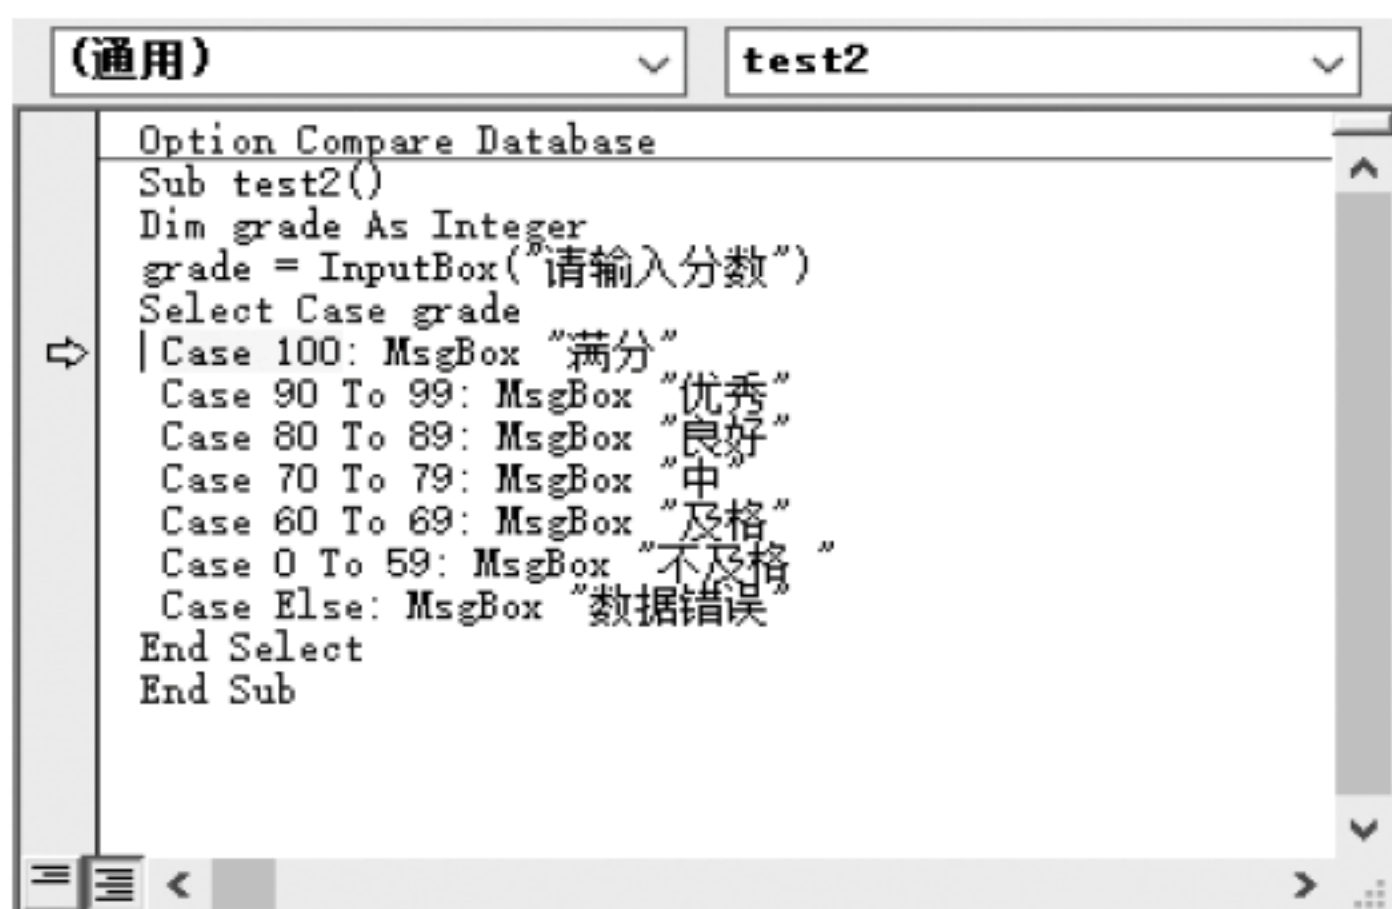 (通用)
test2
Option Compare Database
Sub test2()
Dim grade As Integer
grade = InputBox("请输入分数")
Select Case grade
Case 100: MsgBox "满分"
Case 90 To 99: MsgBox "优秀"
Case 80 To 89: MsgBox "良好"
Case 70 To 79: MsgBox "中"
Case 60 To 69: MsgBox "及格"
Case 0 To 59: MsgBox "不及格 "
Case Else: MsgBox "数据错误"
End Select
End Sub